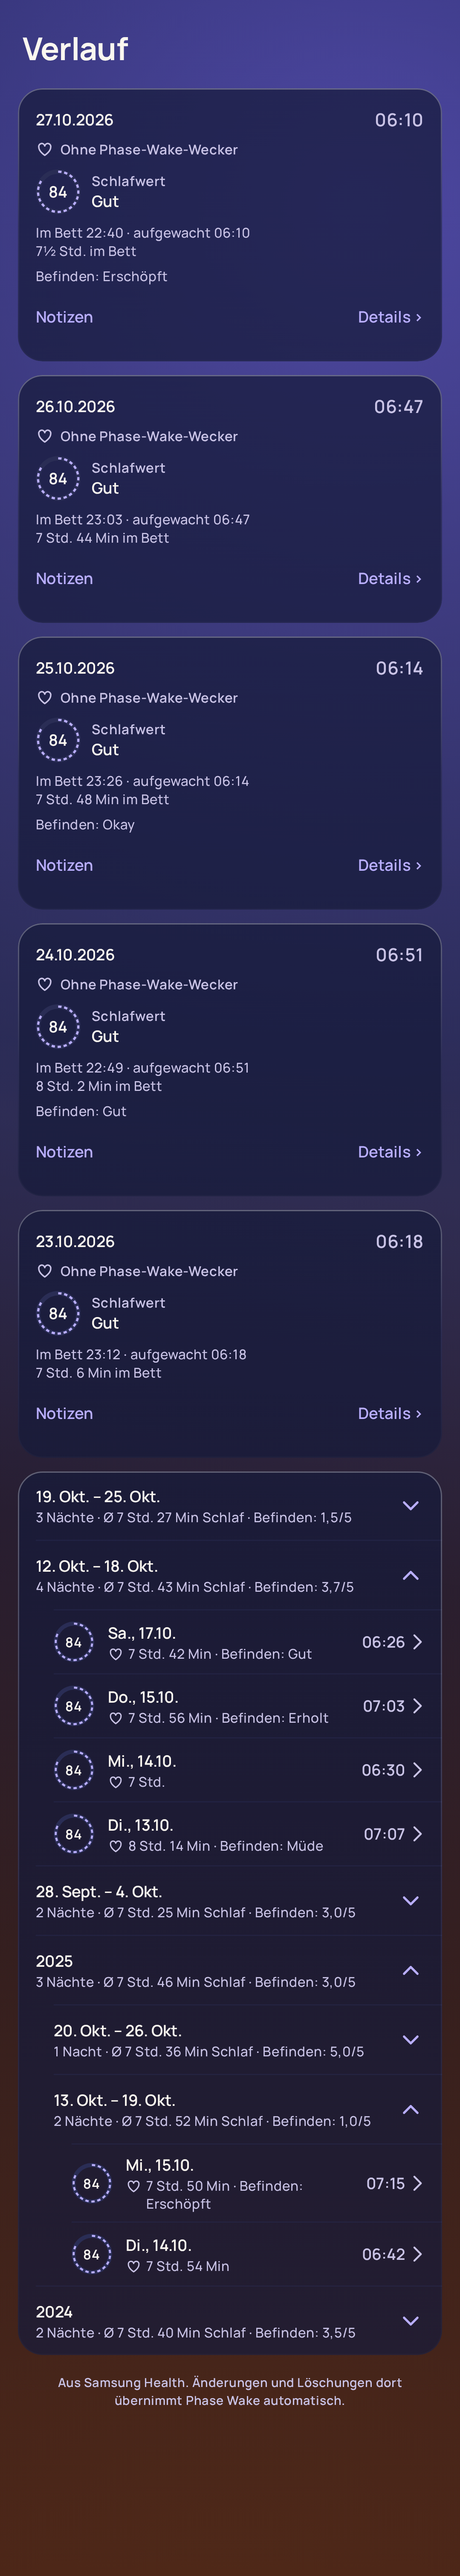 Verlauf
27.10.2026 06:10
Ohne Phase-Wake-Wecker
84 Schlafwert
Gut
Im Bett 22:40 · aufgewacht 06:10
7½ Std. im Bett
Befinden: Erschöpft
Notizen Details ›
26.10.2026 06:47
Ohne Phase-Wake-Wecker
84 Schlafwert
Gut
Im Bett 23:03 · aufgewacht 06:47
7 Std. 44 Min im Bett
Notizen Details ›
25.10.2026 06:14
Ohne Phase-Wake-Wecker
84 Schlafwert
Gut
Im Bett 23:26 · aufgewacht 06:14
7 Std. 48 Min im Bett
Befinden: Okay
Notizen Details ›
24.10.2026 06:51
Ohne Phase-Wake-Wecker
84 Schlafwert
Gut
Im Bett 22:49 · aufgewacht 06:51
8 Std. 2 Min im Bett
Befinden: Gut
Notizen Details ›
23.10.2026 06:18
Ohne Phase-Wake-Wecker
84 Schlafwert
Gut
Im Bett 23:12 · aufgewacht 06:18
7 Std. 6 Min im Bett
Notizen Details ›
19. Okt. – 25. Okt.
3 Nächte · Ø 7 Std. 27 Min Schlaf · Befinden: 1,5/5
12. Okt. – 18. Okt.
4 Nächte · Ø 7 Std. 43 Min Schlaf · Befinden: 3,7/5
84 Sa., 17.10. 06:26
7 Std. 42 Min · Befinden: Gut
84 Do., 15.10. 07:03
7 Std. 56 Min · Befinden: Erholt
84 Mi., 14.10. 06:30
7 Std.
84 Di., 13.10. 07:07
8 Std. 14 Min · Befinden: Müde
28. Sept. – 4. Okt.
2 Nächte · Ø 7 Std. 25 Min Schlaf · Befinden: 3,0/5
2025
3 Nächte · Ø 7 Std. 46 Min Schlaf · Befinden: 3,0/5
20. Okt. – 26. Okt.
1 Nacht · Ø 7 Std. 36 Min Schlaf · Befinden: 5,0/5
13. Okt. – 19. Okt.
2 Nächte · Ø 7 Std. 52 Min Schlaf · Befinden: 1,0/5
84 Mi., 15.10. 07:15
7 Std. 50 Min · Befinden:
Erschöpft
84 Di., 14.10. 06:42
7 Std. 54 Min
2024
2 Nächte · Ø 7 Std. 40 Min Schlaf · Befinden: 3,5/5
Aus Samsung Health. Änderungen und Löschungen dort
übernimmt Phase Wake automatisch.